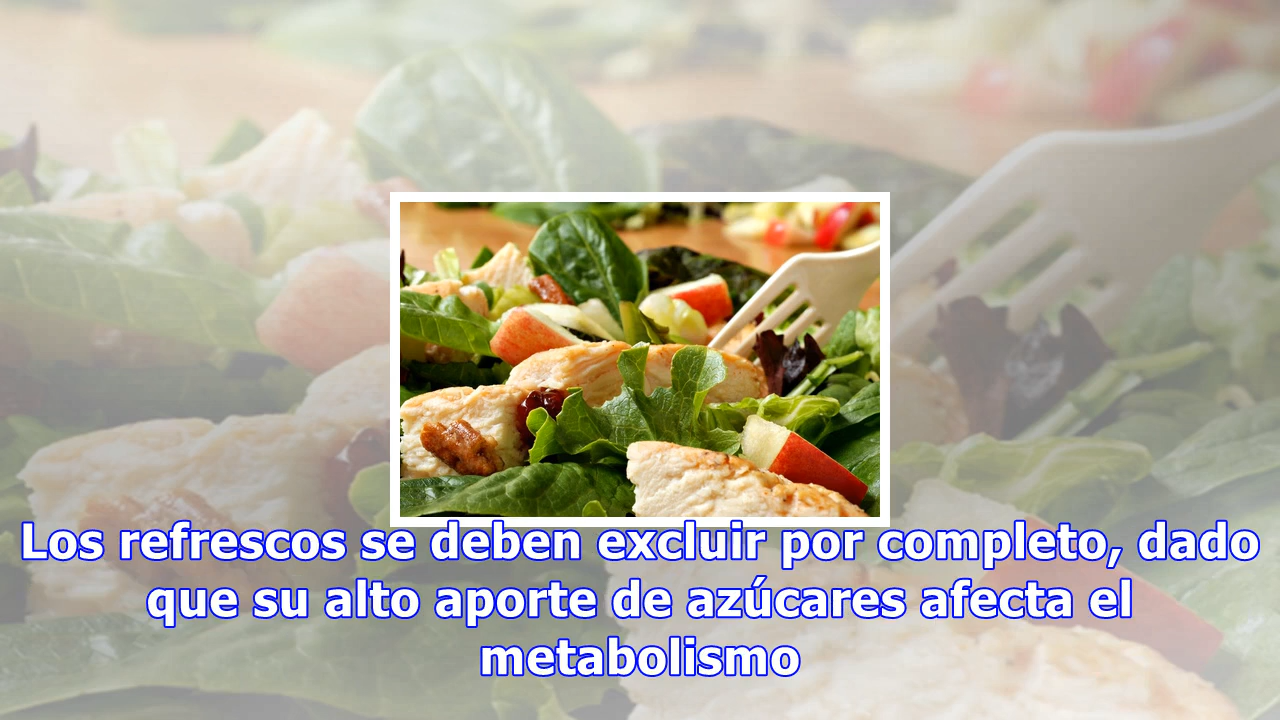 Los refrescos se deben excluir por completo, dado
que su alto aporte de azúcares afecta el
metabolismo